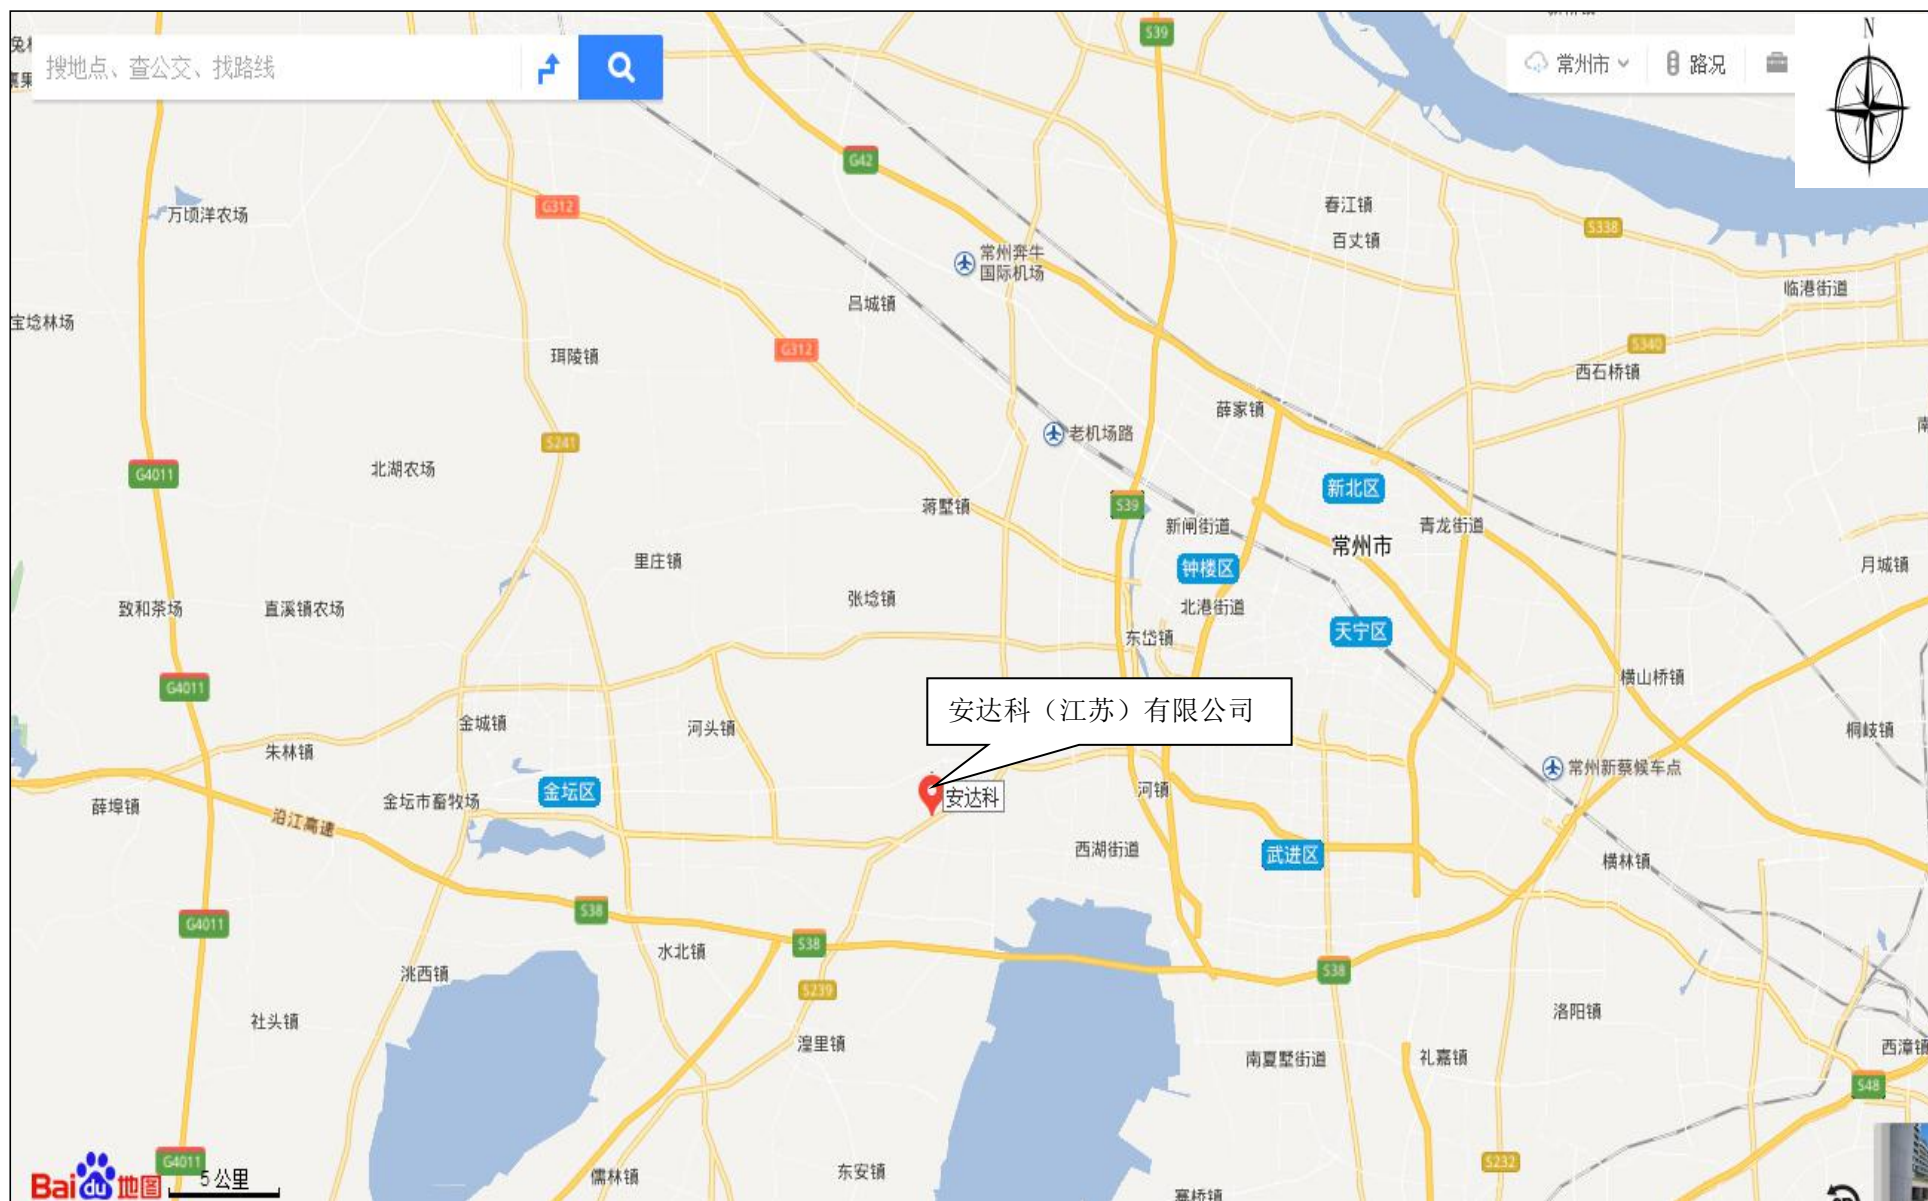 搜地点、查公交、找路线
常州市
路况
N
S39
G42
G312
万顷洋农场
春江镇
百丈镇
S338
常州奔牛
国际机场
吕城镇
临港街道
宝埝林场
珥陵镇
G312
S340
西石桥镇
薛家镇
老机场路
S241
北湖农场
G4011
新北区
蒋墅镇
S39
新闸街道
青龙街道
常州市
里庄镇
钟楼区
月城镇
致和茶场
直溪镇农场
张埝镇
北港街道
东岱镇
天宁区
G4011
横山桥镇
安达科（江苏）有限公司
金城镇
河头镇
朱林镇
桐岐镇
常州新蔡候车点
金坛区
金坛市畜牧场
安达科
河镇
薛埠镇
沿江高速
西湖街道
武进区
横林镇
S38
G4011
水北镇
S38
洮西镇
S38
S239
社头镇
洛阳镇
湟里镇
南夏墅街道
礼嘉镇
西漳镇
S48
G4011
S232
Baidu地图
5公里
儒林镇
东安镇
寨桥镇